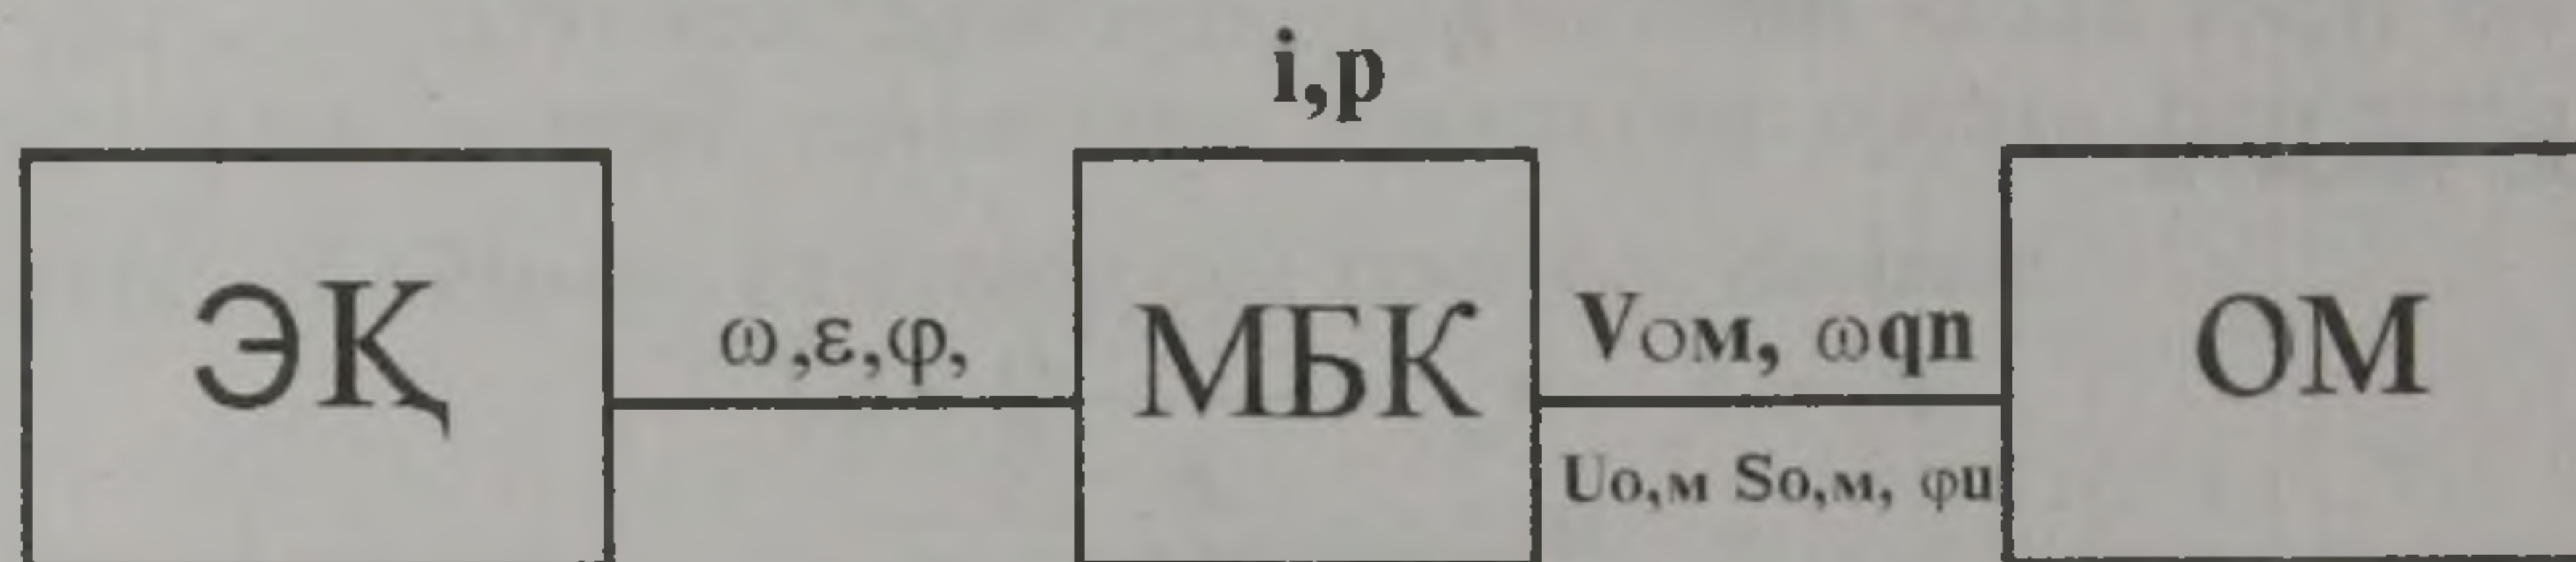 i,p
ЭҚ
ω,ε,φ,
МБК
Vом, ωqn
Uо,м Sо,м, φu
ОМ